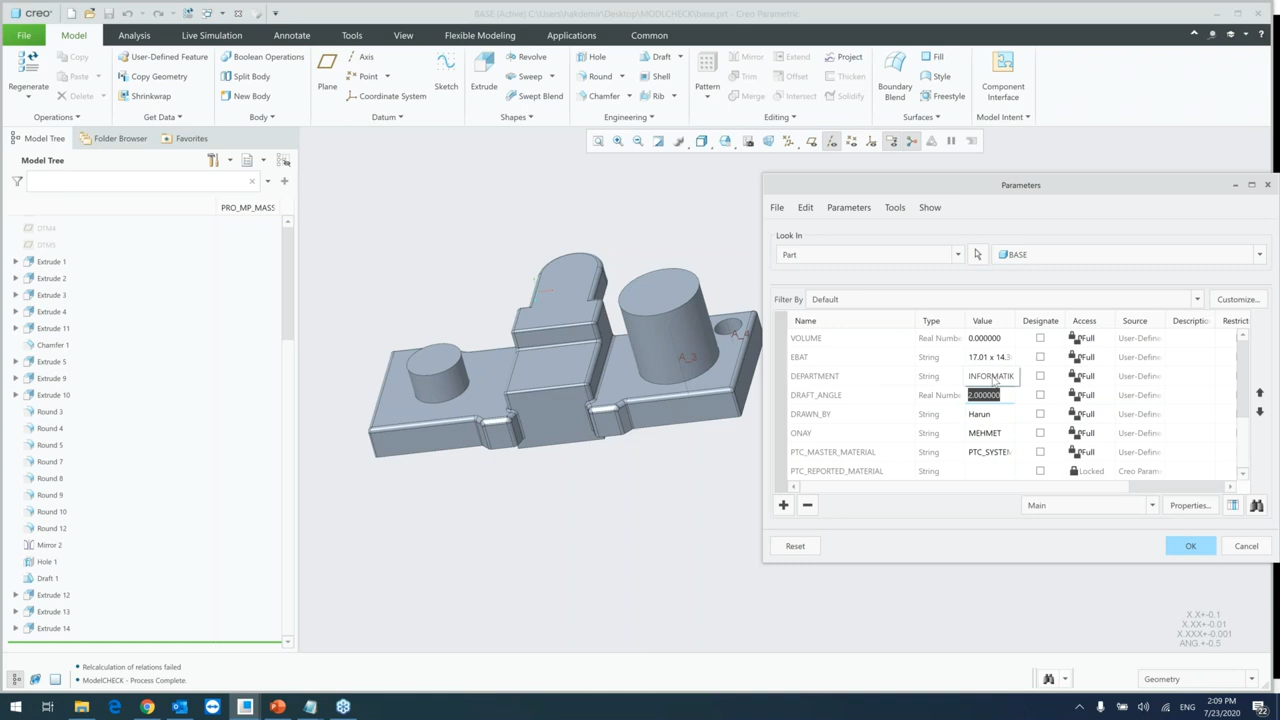 creo
BASE (Active) C:\Users\hakdemir\Desktop\MODLCHECK\base.prt - Creo Parametric
File Model Analysis Live Simulation Annotate Tools View Flexible Modeling Applications Common
Regenerate
Copy
Paste
Delete
Operations
User-Defined Feature
Copy Geometry
Shrinkwrap
Get Data
Boolean Operations
Split Body
New Body
Body
Plane
Axis
Point
Coordinate System
Sketch
Datum
Extrude
Revolve
Sweep
Swept Blend
Shapes
Hole
Round
Chamfer
Draft
Shell
Rib
Engineering
Pattern
Mirror
Trim
Merge
Extend
Offset
Intersect
Project
Thicken
Solidify
Editing
Boundary
Blend
Fill
Style
Freestyle
Surfaces
Component
Interface
Model Intent
Model Tree Folder Browser Favorites
Model Tree
PRO_MP_MASS
DTM4
DTM5
Extrude 1
Extrude 2
Extrude 3
Extrude 4
Extrude 11
Chamfer 1
Extrude 5
Extrude 9
Extrude 10
Round 3
Round 4
Round 5
Round 7
Round 8
Round 9
Round 10
Round 12
Mirror 2
Hole 1
Draft 1
Extrude 12
Extrude 13
Extrude 14
A_2
A_4
Parameters
File Edit Parameters Tools Show
Look In
Part BASE
Filter By Default Customize...
Name Type Value Designate Access Source Descriptio Restrict
VOLUME Real Numb 0.000000 Full User-Define
EBAT String 17.01 x 14.3 Full User-Define
DEPARTMENT String INFORMATIK Full User-Define
DRAFT_ANGLE Real Numb 2.000000 Full User-Define
DRAWN_BY String Harun Full User-Define
ONAY String MEHMET Full User-Define
PTC_MASTER_MATERIAL String PTC_SYSTEM Full User-Define
PTC_REPORTED_MATERIAL String Locked Creo Param
Main Properties...
Reset OK Cancel
X.X+-0.1
X.XX+-0.01
X.XXX+-0.001
ANG.+-0.5
• Recalculation of relations failed
• ModelCHECK - Process Complete.
Geometry
ENG
2:09 PM
7/23/2020
22